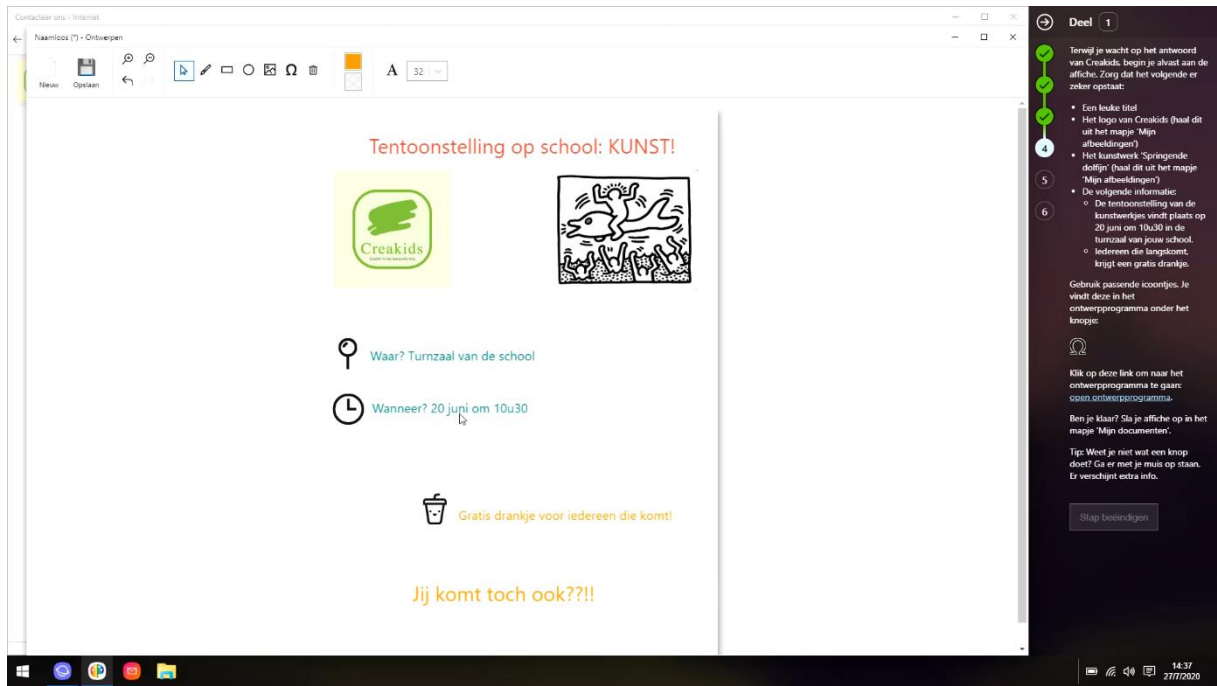 Contacteer ons - Internet
Naamloos (*) - Ontwerpen
Nieuw
Opslaan
A
32
Tentoonstelling op school: KUNST!
Creakids
Waar? Turnzaal van de school
Wanneer? 20 juni om 10u30
Gratis drankje voor iedereen die komt!
Jij komt toch ook??!!
Deel 1
4
5
6
Terwijl je wacht op het antwoord
van Creakids, begin je alvast aan de
affiche. Zorg dat het volgende er
zeker opstaat:
• Een leuke titel
• Het logo van Creakids (haal dit
uit het mapje 'Mijn
afbeeldingen')
• Het kunstwerk 'Springende
dolfijn' (haal dit uit het mapje
'Mijn afbeeldingen')
• De volgende informatie:
○ De tentoonstelling van de
kunstwerkjes vindt plaats op
20 juni om 10u30 in de
turnzaal van jouw school.
○ Iedereen die langskomt,
krijgt een gratis drankje.
Gebruik passende icoontjes. Je
vindt deze in het
ontwerpprogramma onder het
knopje:
Ω
Klik op deze link om naar het
ontwerpprogramma te gaan:
open ontwerpprogramma.
Ben je klaar? Sla je affiche op in het
mapje 'Mijn documenten'.
Tip: Weet je niet wat een knop
doet? Ga er met je muis op staan.
Er verschijnt extra info.
Stap beëindigen
14:37
27/7/2020